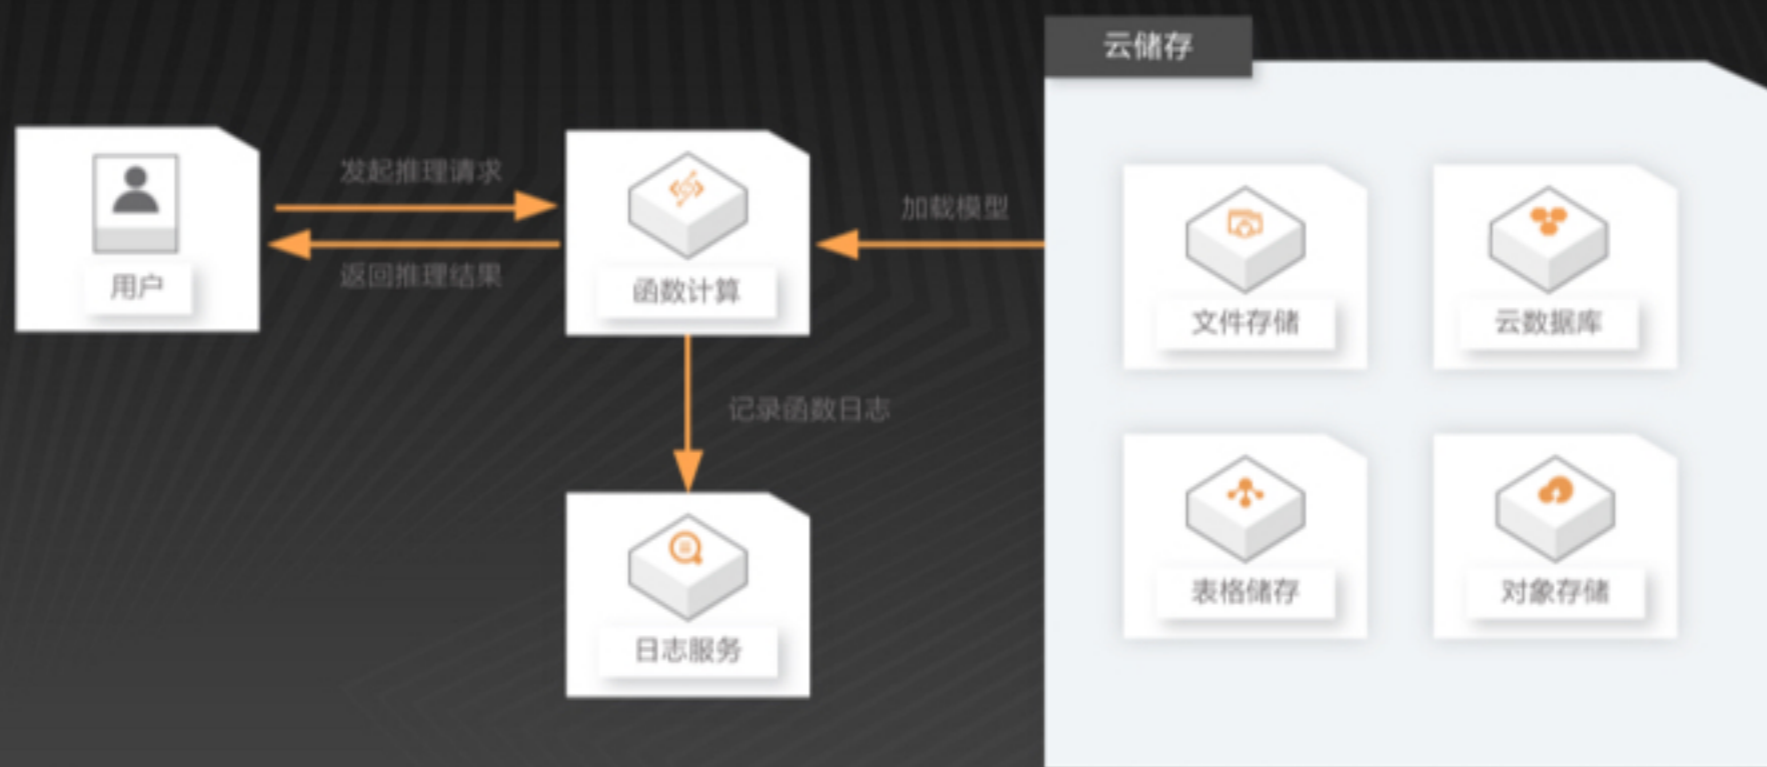 云储存
发起推理请求
返回推理结果
用户
函数计算
加载模型
记录函数日志
日志服务
文件存储
云数据库
表格储存
对象存储